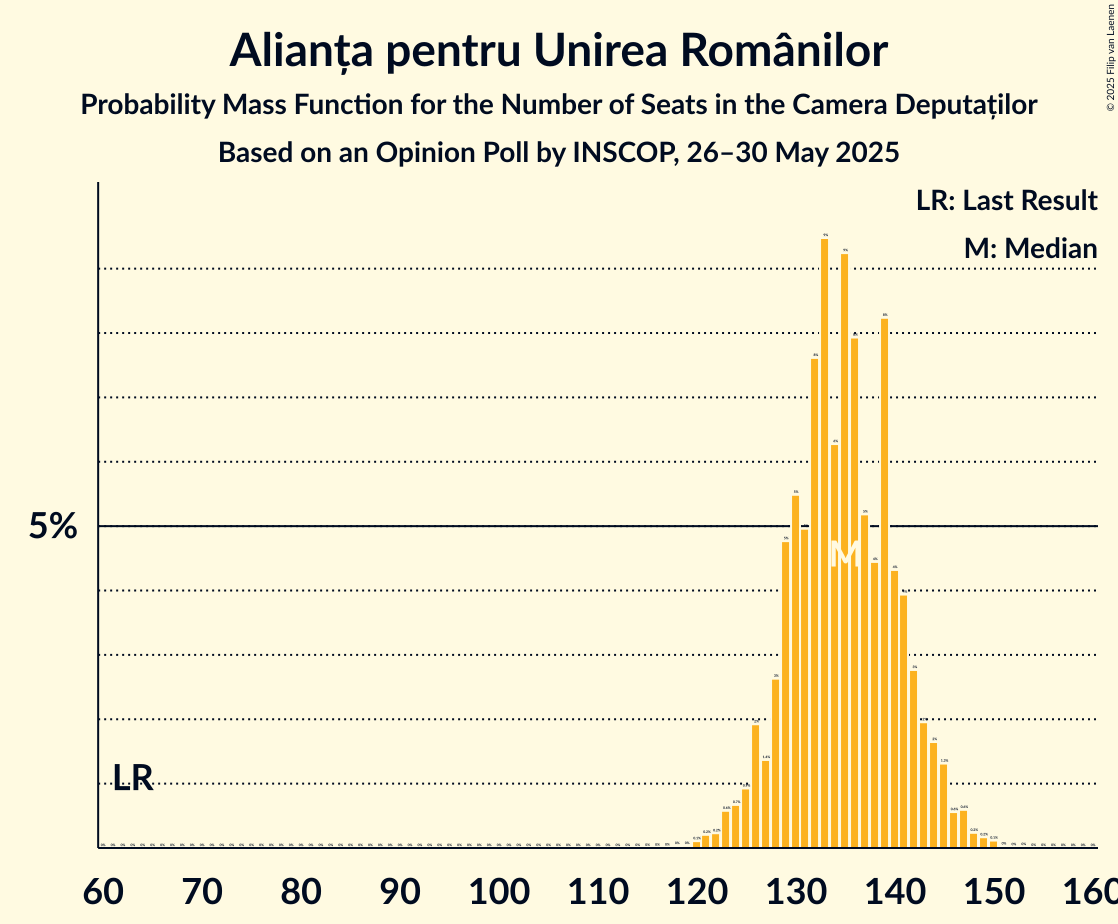 Alianța pentru Unirea Românilor
Probability Mass Function for the Number of Seats in the Camera Deputaților
Based on an Opinion Poll by INSCOP, 26–30 May 2025
© 2025 Filip van Laenen
LR: Last Result
M: Median
5%
M
LR
60 70 80 90 100 110 120 130 140 150 160